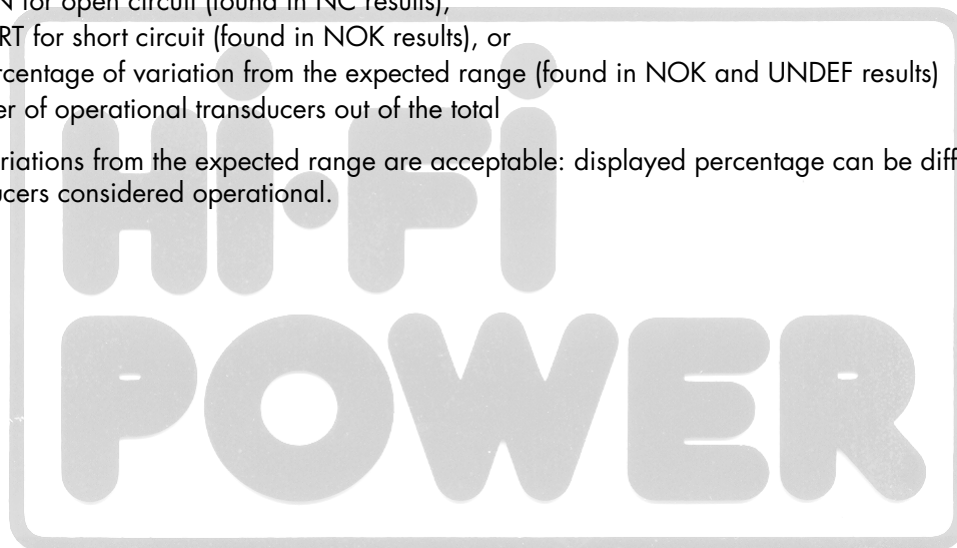 N for open circuit (found in NC results),
RT for short circuit (found in NOK results), or
rcentage of variation from the expected range (found in NOK and UNDEF results)
er of operational transducers out of the total
riations from the expected range are acceptable: displayed percentage can be diff
ucers considered operational.
Hi-Fi
POWER